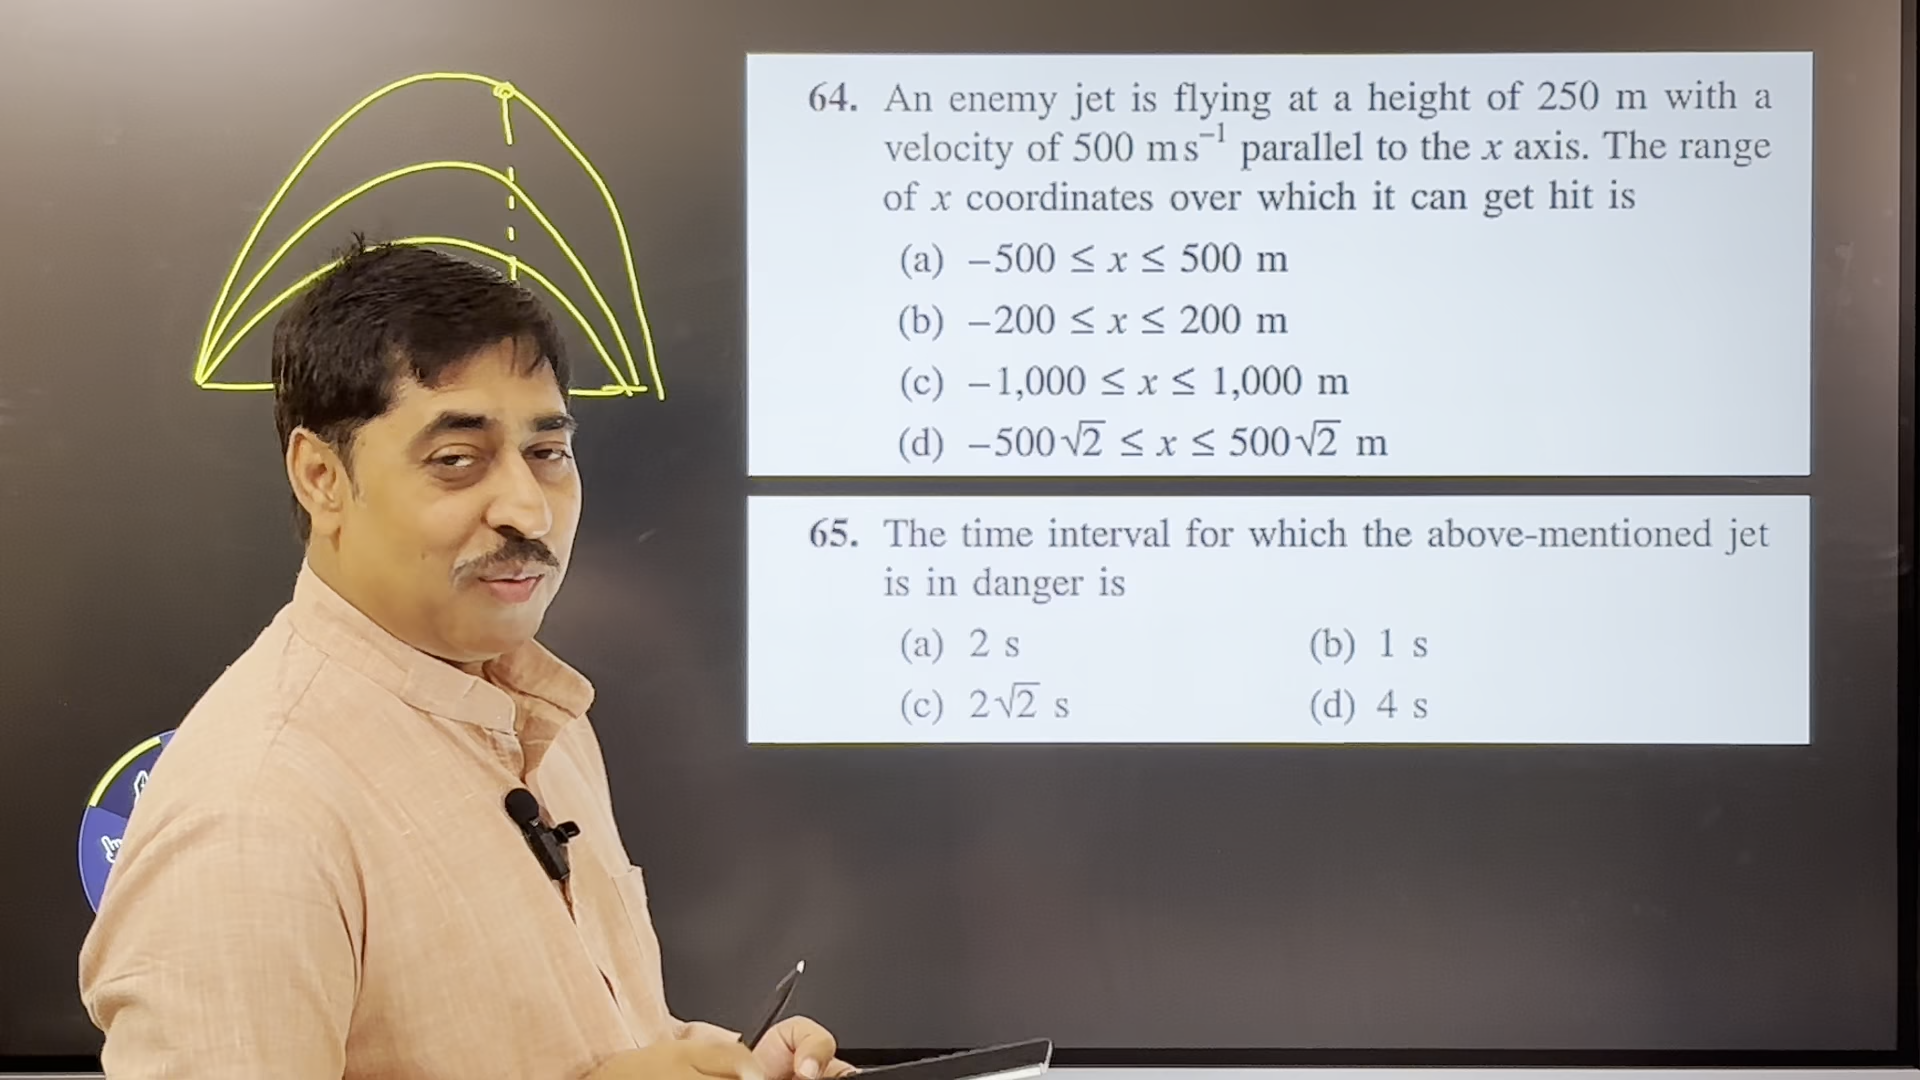 64. An enemy jet is flying at a height of 250 m with a
velocity of 500 m s⁻¹ parallel to the x axis. The range
of x coordinates over which it can get hit is
(a) −500 ≤ x ≤ 500 m
(b) −200 ≤ x ≤ 200 m
(c) −1,000 ≤ x ≤ 1,000 m
(d) −500√2 ≤ x ≤ 500√2 m
65. The time interval for which the above-mentioned jet
is in danger is
(a) 2 s (b) 1 s
(c) 2√2 s (d) 4 s